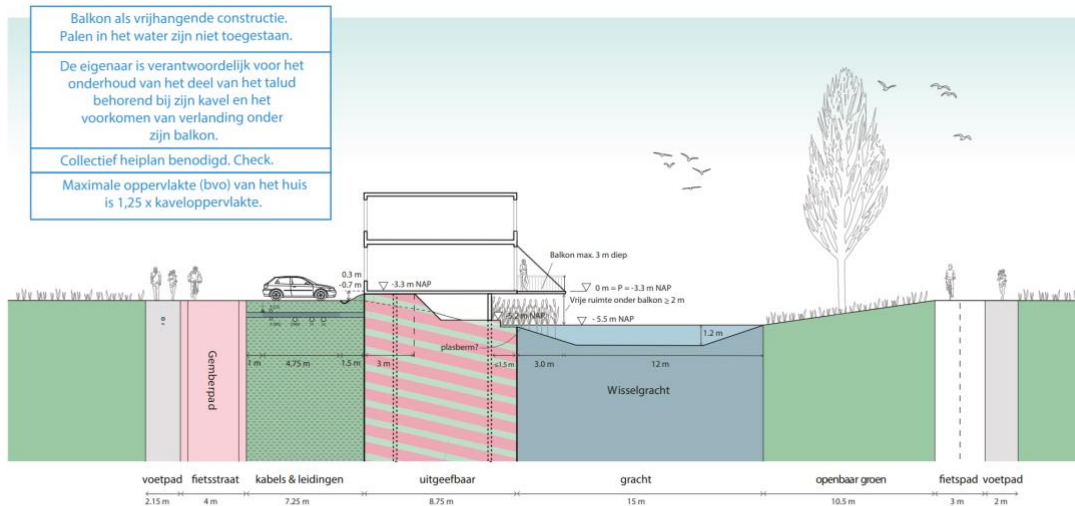 Balkon als vrijhangende constructie.
Palen in het water zijn niet toegestaan.
De eigenaar is verantwoordelijk voor het
onderhoud van het deel van het talud
behorend bij zijn kavel en het
voorkomen van verlanding onder
zijn balkon.
Collectief heiplan benodigd. Check.
Maximale oppervlakte (bvo) van het huis
is 1,25 x kaveloppervlakte.
Balkon max. 3 m diep
0.3 m
-0.7 m
-3.3 m NAP
0 m = P = -3.3 m NAP
Vrije ruimte onder balkon ≥ 2 m
-5.2 m NAP
- 5.5 m NAP
1.2 m
plasberm?
1 m
4.75 m
1.5 m
3 m
≤1.5 m
3.0 m
12 m
Gemberpad
Wisselgracht
voetpad
fietsstraat
kabels & leidingen
uitgeefbaar
gracht
openbaar groen
fietspad
voetpad
2.15 m
4 m
7.25 m
8.75 m
15 m
10.5 m
3 m
2 m